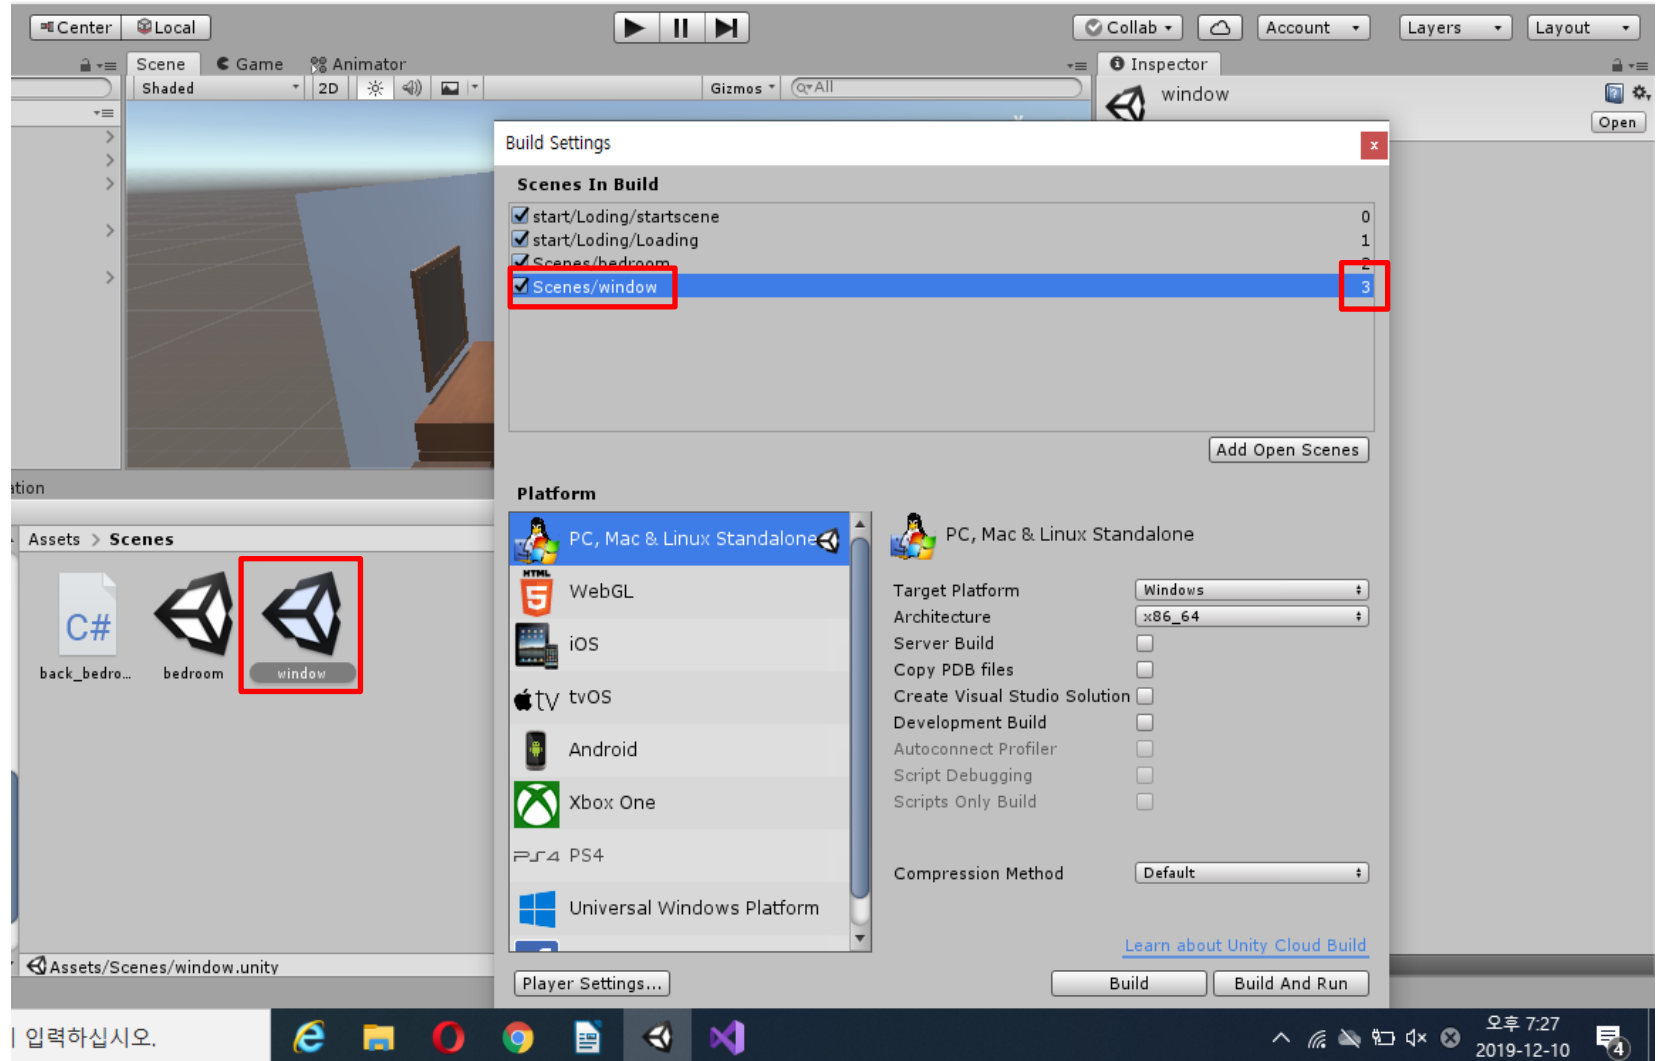 Center Local Collab Account Layers Layout
Scene Game Animator Inspector
Shaded 2D Gizmos All window
Open
Build Settings
Scenes In Build
start/Loding/startscene 0
start/Loding/Loading 1
Scenes/bedroom 2
Scenes/window 3
Add Open Scenes
ation
Platform
Assets > Scenes
PC, Mac & Linux Standalone
WebGL
iOS
tvOS
Android
Xbox One
PS4
Universal Windows Platform
PC, Mac & Linux Standalone
Target Platform Windows
Architecture x86_64
Server Build
Copy PDB files
Create Visual Studio Solution
Development Build
Autoconnect Profiler
Script Debugging
Scripts Only Build
Compression Method Default
Learn about Unity Cloud Build
C#
back_bedro... bedroom window
Assets/Scenes/window.unity
Player Settings... Build Build And Run
입력하십시오.
오후 7:27
2019-12-10
4